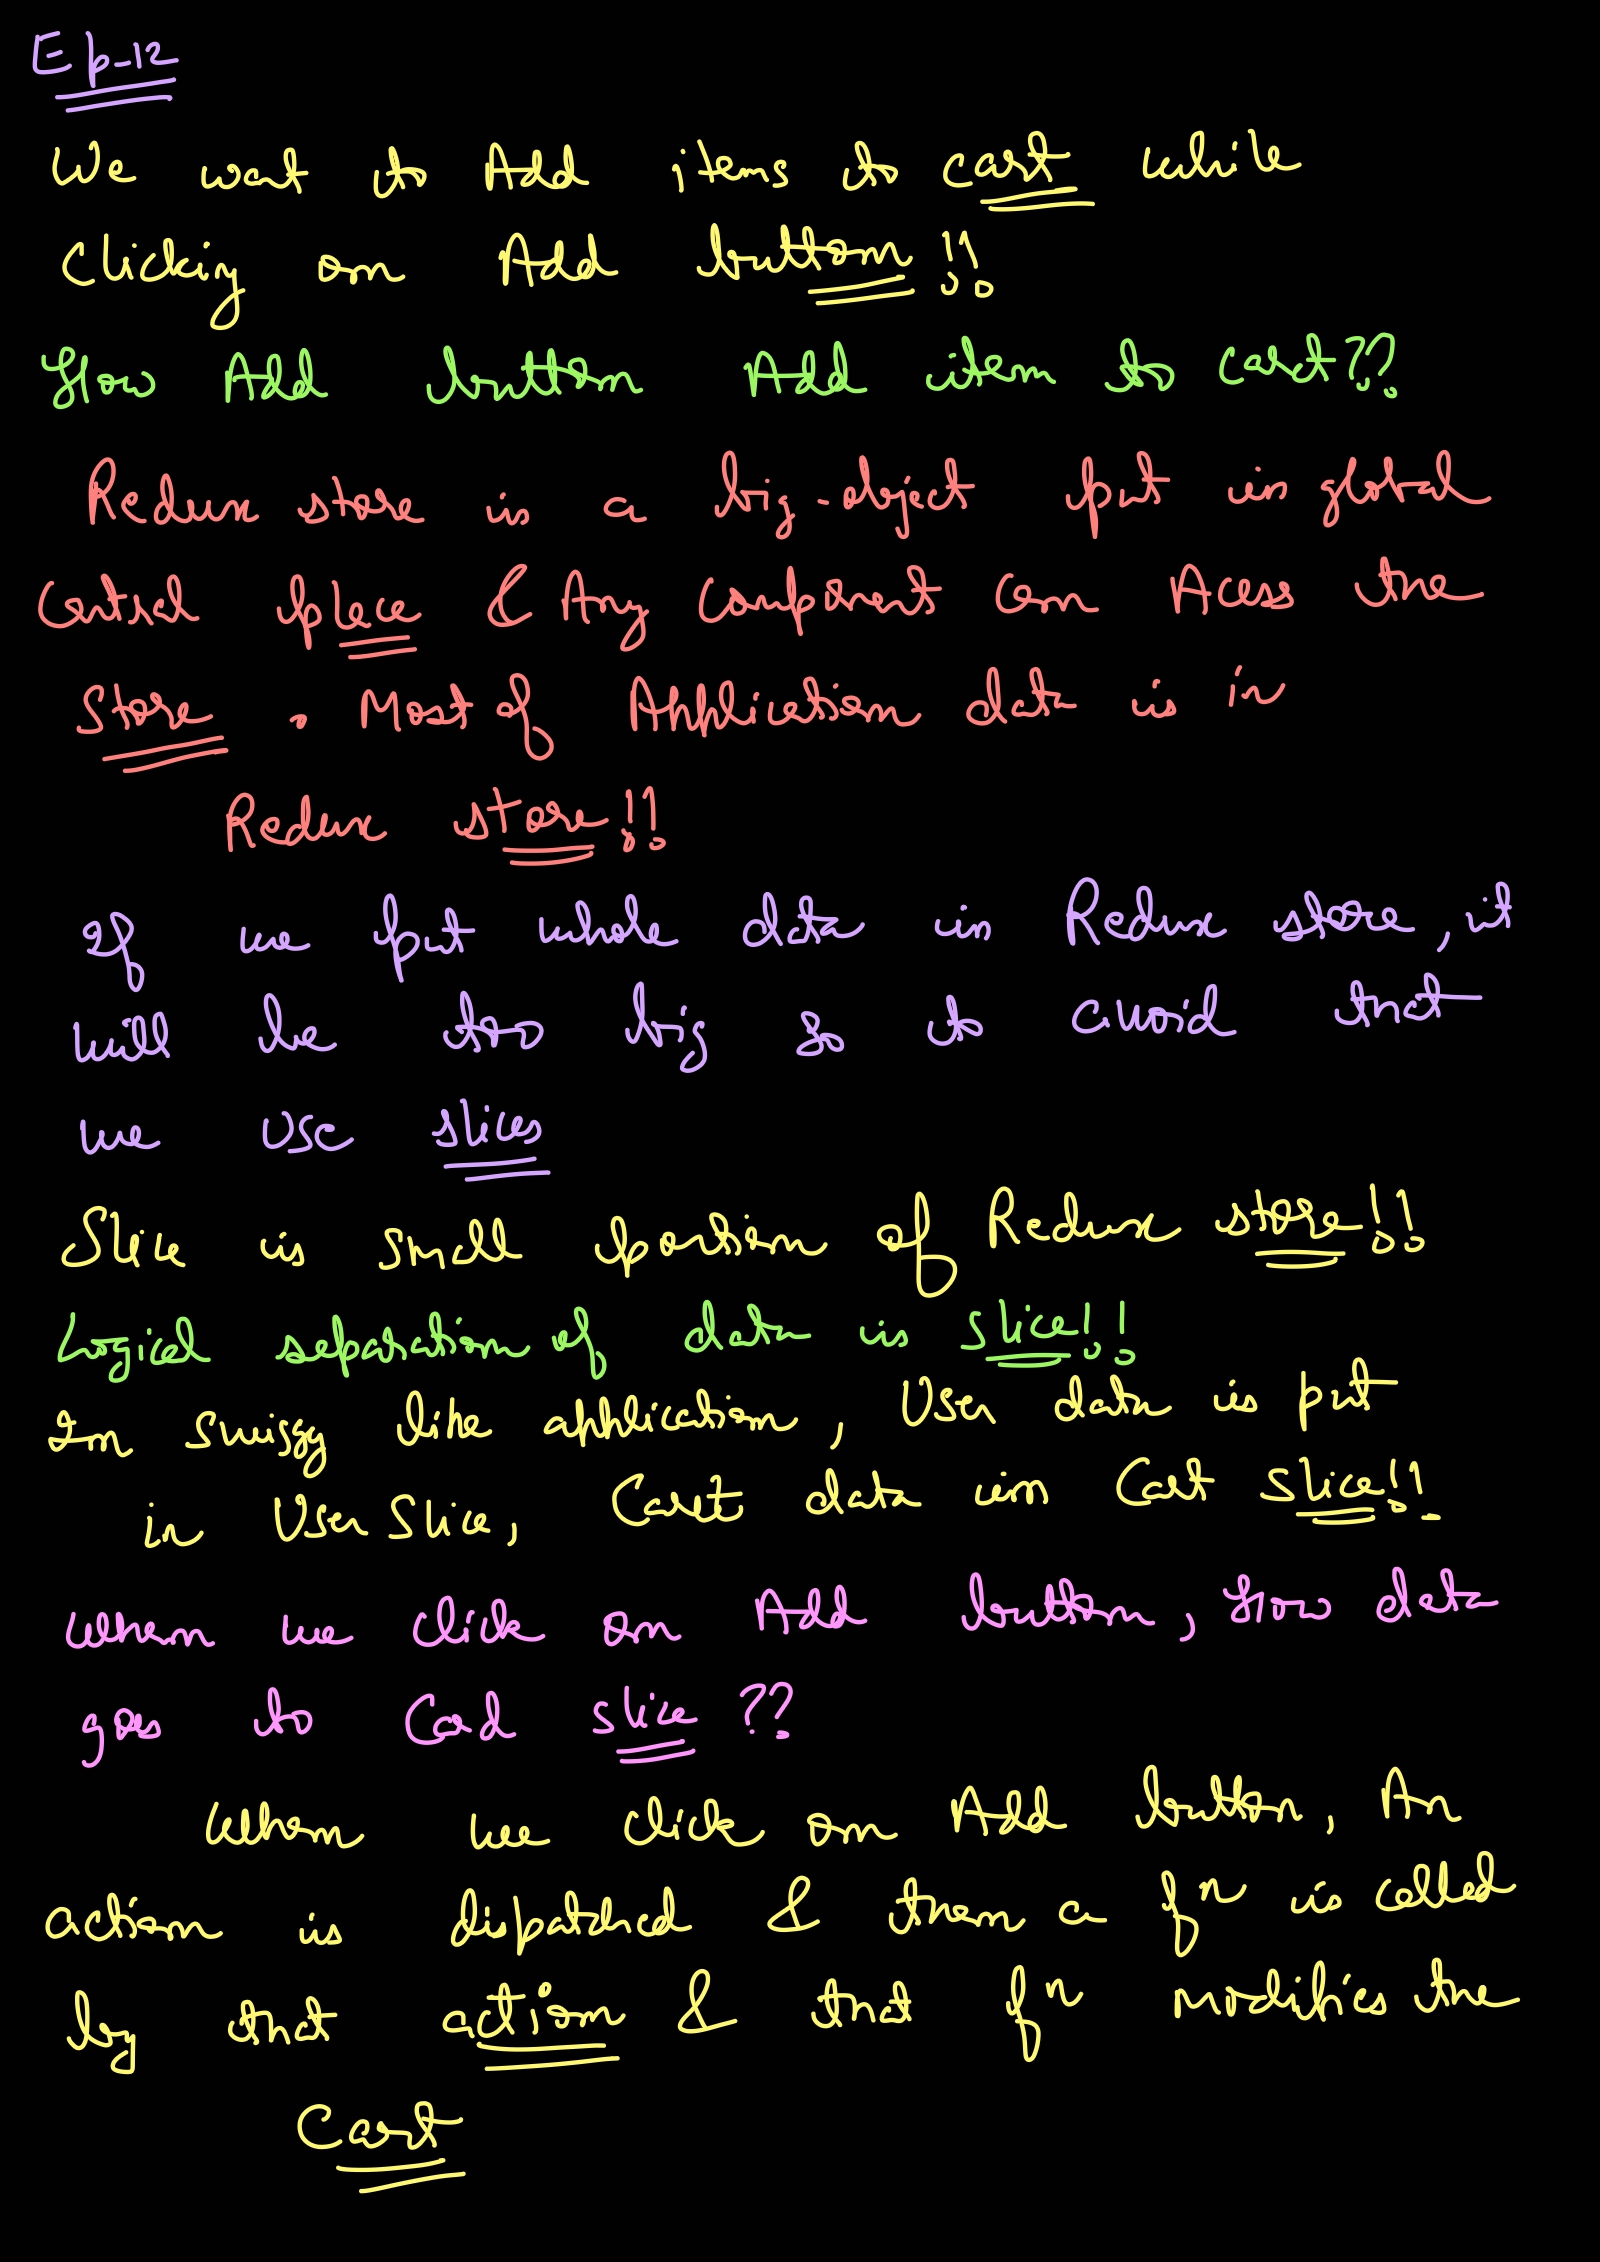 Ep-12
We want to Add items to cart while
Clicking on Add button!!
How Add button Add item to cart??
Redux store is a big-object put in global
Central place & Any component can Acess the
Store. Most of Application data is in
Redux store!!
If we put whole data in Redux store, it
will be too big so to avoid that
we use slices
Slice is small portion of Redux store!!
Logical separation of data is slice!!
In swiggy like application, User data is put
in User Slice, Cart data in Cart slice!!
When we click on Add button, How data
goes to Card slice??
When we click on Add button, An
action is dispatched & then a fⁿ is called
by that action & that fⁿ modifies the
Cart